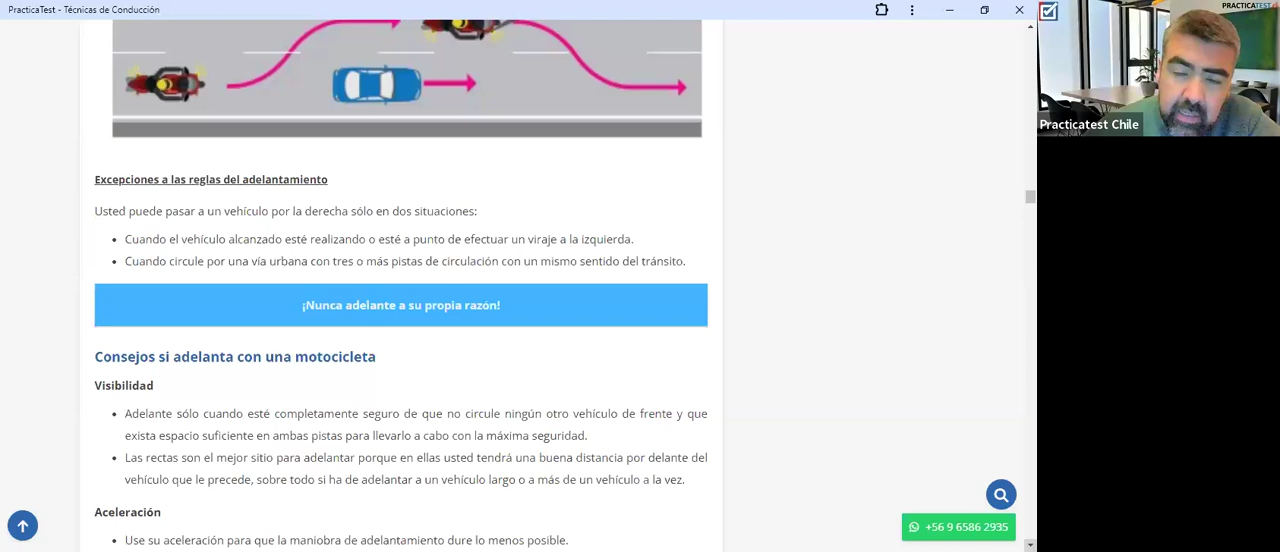 PracticaTest - Técnicas de Conducción
PRACTICATEST
Practicatest Chile
Excepciones a las reglas del adelantamiento
Usted puede pasar a un vehículo por la derecha sólo en dos situaciones:
• Cuando el vehículo alcanzado esté realizando o esté a punto de efectuar un viraje a la izquierda.
• Cuando circule por una vía urbana con tres o más pistas de circulación con un mismo sentido del tránsito.
¡Nunca adelante a su propia razón!
Consejos si adelanta con una motocicleta
Visibilidad
• Adelante sólo cuando esté completamente seguro de que no circule ningún otro vehículo de frente y que
exista espacio suficiente en ambas pistas para llevarlo a cabo con la máxima seguridad.
• Las rectas son el mejor sitio para adelantar porque en ellas usted tendrá una buena distancia por delante del
vehículo que le precede, sobre todo si ha de adelantar a un vehículo largo o a más de un vehículo a la vez.
Aceleración
• Use su aceleración para que la maniobra de adelantamiento dure lo menos posible.
+56 9 6586 2935